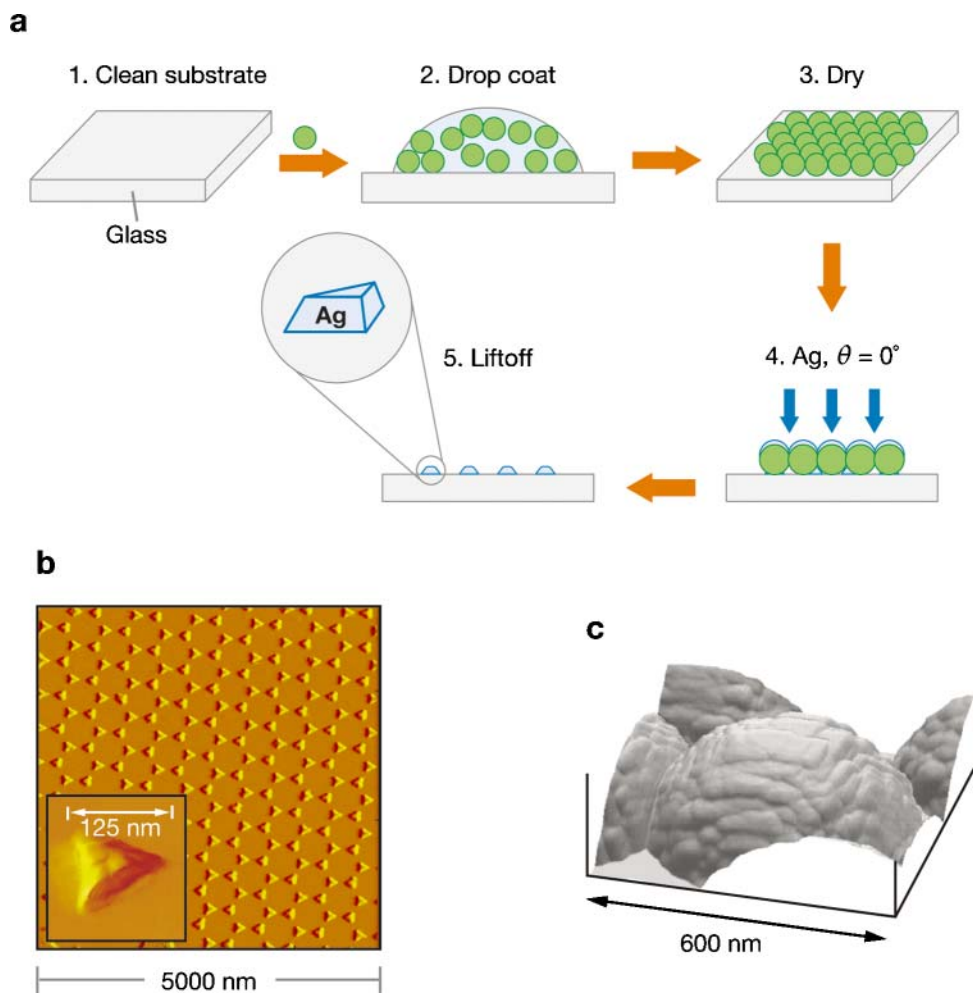 a
1. Clean substrate
2. Drop coat
3. Dry
Glass
Ag
5. Liftoff
4. Ag, θ = 0°
b
125 nm
5000 nm
c
600 nm